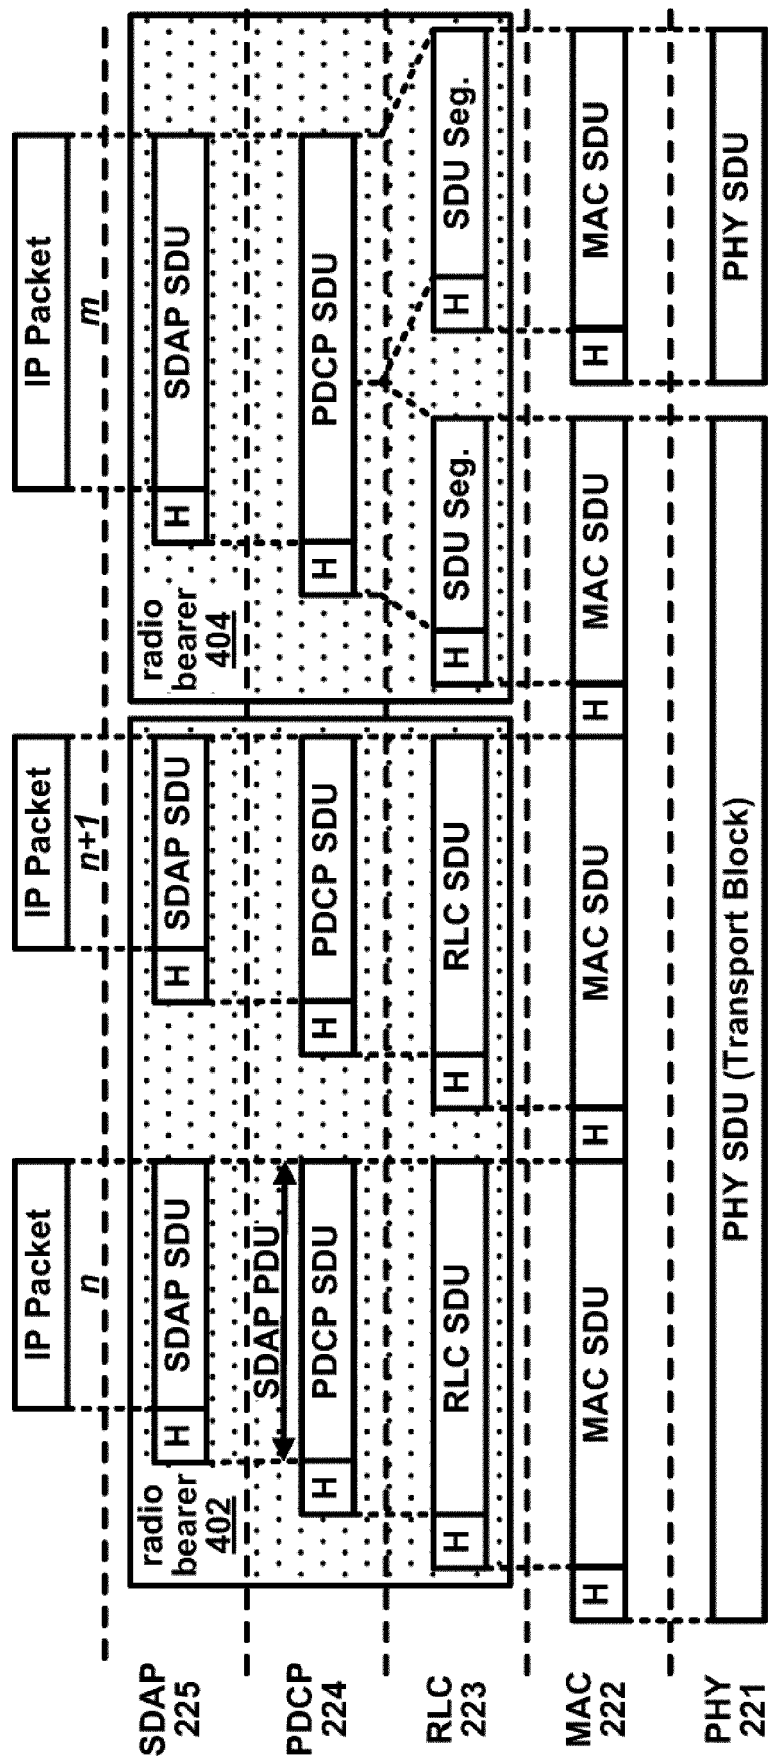 IP Packet
n
IP Packet
n+1
IP Packet
m
SDAP
225
radio
bearer
402
H
SDAP SDU
H
SDAP SDU
radio
bearer
404
H
SDAP SDU
SDAP PDU
PDCP
224
H
PDCP SDU
H
PDCP SDU
H
PDCP SDU
RLC
223
H
RLC SDU
H
RLC SDU
H
SDU Seg.
H
SDU Seg.
MAC
222
H
MAC SDU
H
MAC SDU
H
MAC SDU
H
MAC SDU
PHY
221
PHY SDU (Transport Block)
PHY SDU